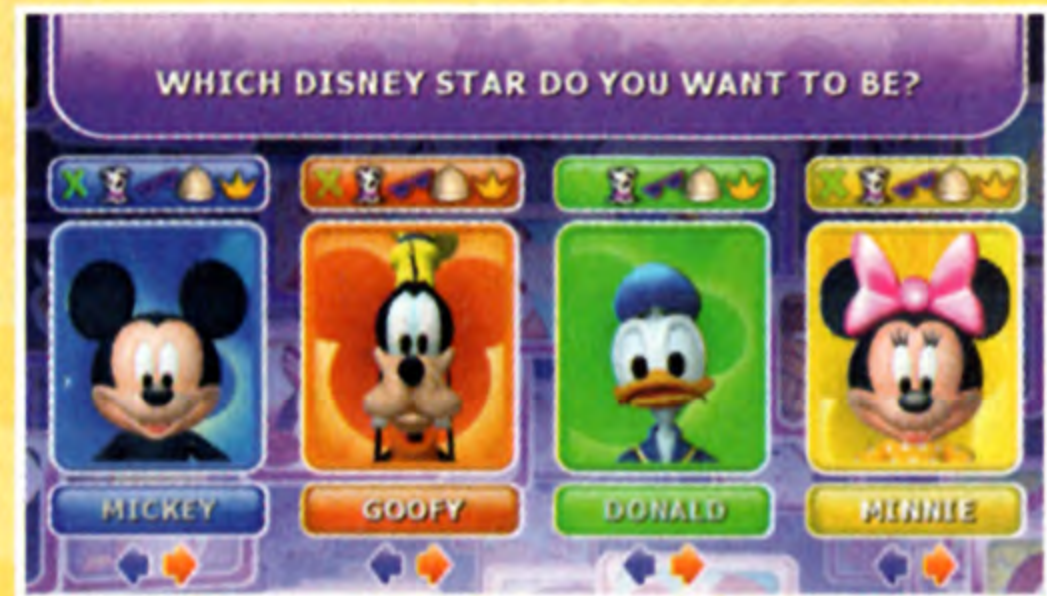 WHICH DISNEY STAR DO YOU WANT TO BE?
MICKEY
GOOFY
DONALD
MINNIE